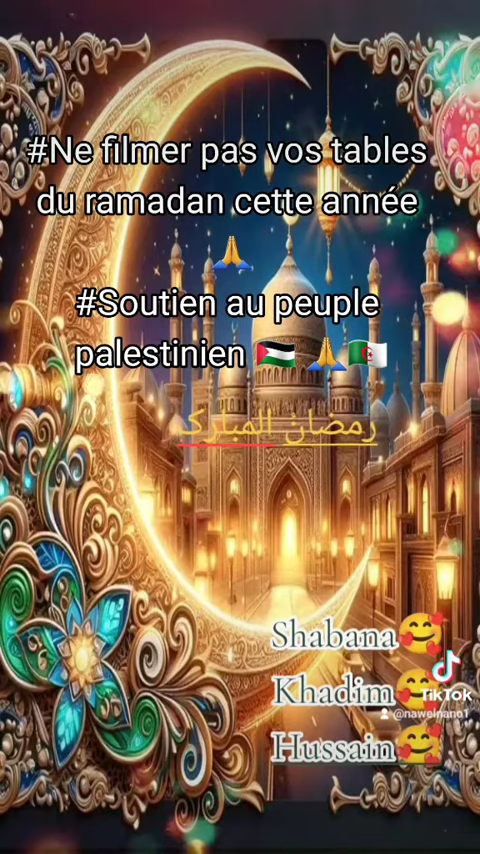 #Ne filmer pas vos tables
du ramadan cette année
🙏
#Soutien au peuple
palestinien 🇵🇸 🙏🇩🇿
رمضان المبارك
Shabana🥰
Khadim🥰
Hussain🥰
TikTok
@nawelnano1